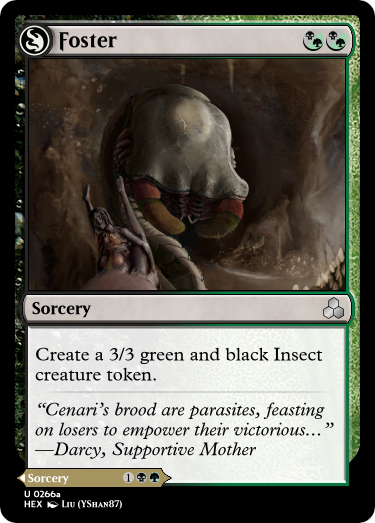 Foster
Sorcery
Create a 3/3 green and black Insect
creature token.
“Cenari’s brood are parasites, feasting
on losers to empower their victorious…”
—Darcy, Supportive Mother
Sorcery 1
U 0266a
HEX Liu (YShan87)